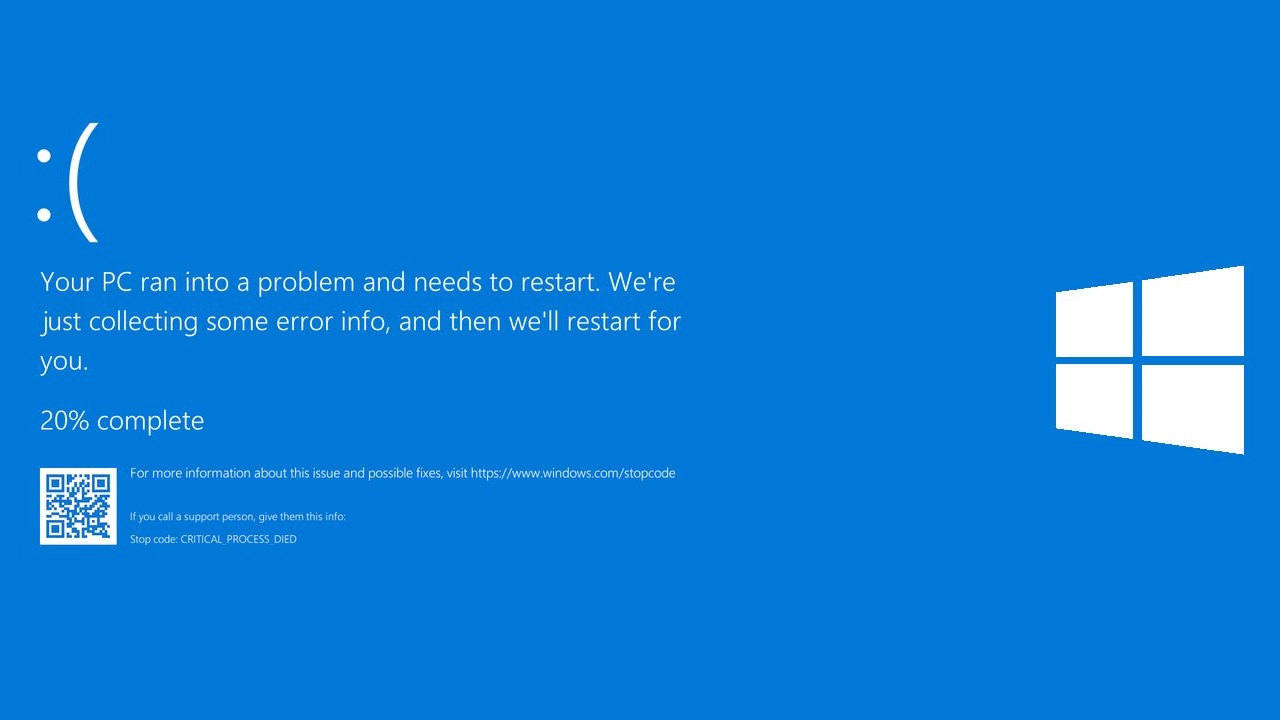 :(
Your PC ran into a problem and needs to restart. We're
just collecting some error info, and then we'll restart for
you.
20% complete
For more information about this issue and possible fixes, visit https://www.windows.com/stopcode
If you call a support person, give them this info:
Stop code: CRITICAL_PROCESS_DIED